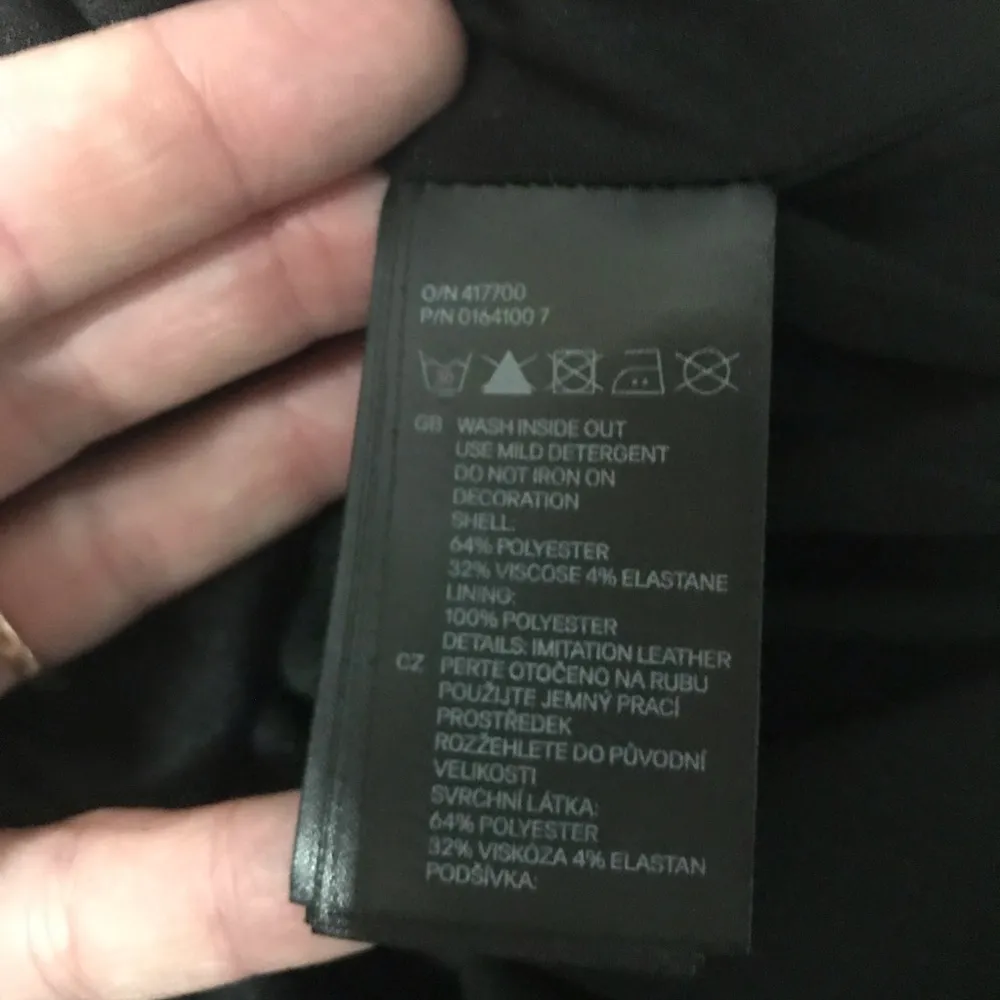 O/N 417700
P/N 0164100 7
GB WASH INSIDE OUT
USE MILD DETERGENT
DO NOT IRON ON
DECORATION
SHELL:
64% POLYESTER
32% VISCOSE 4% ELASTANE
LINING:
100% POLYESTER
DETAILS: IMITATION LEATHER
CZ PERTE OTOČENO NA RUBU
POUŽIJTE JEMNÝ PRACÍ
PROSTŘEDEK
ROZŽEHLETE DO PŮVODNÍ
VELIKOSTI
SVRCHNÍ LÁTKA:
64% POLYESTER
32% VISKÓZA 4% ELASTAN
PODŠÍVKA: